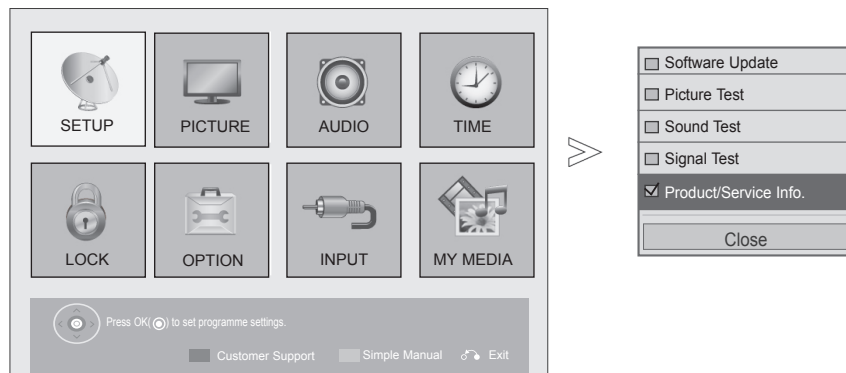 SETUP PICTURE AUDIO TIME
LOCK OPTION INPUT MY MEDIA
Press OK(◉) to set programme settings.
Customer Support Simple Manual Exit
Software Update
Picture Test
Sound Test
Signal Test
Product/Service Info.
Close